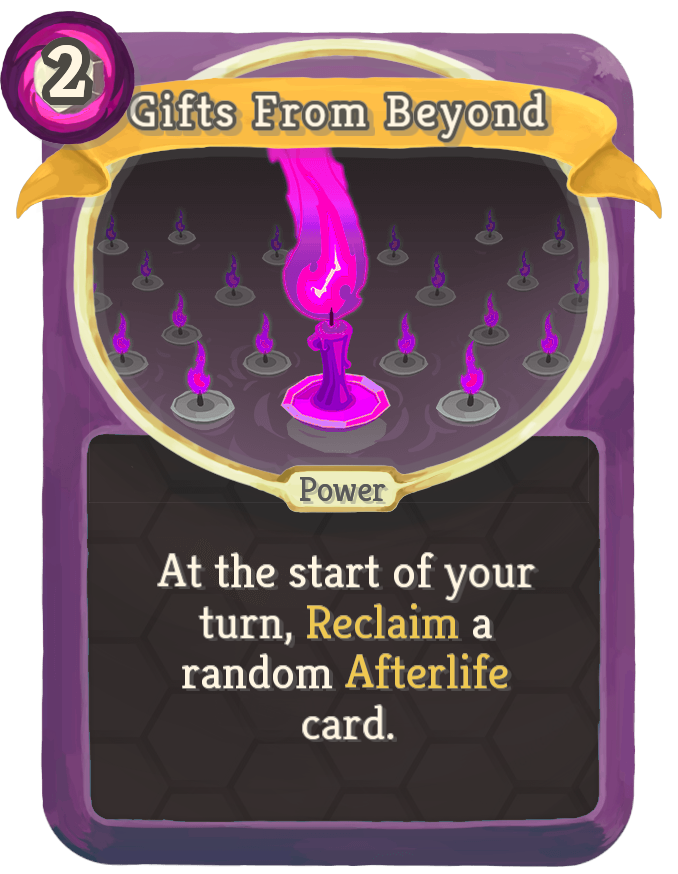 2
Gifts From Beyond
Power
At the start of your
turn, Reclaim a
random Afterlife
card.